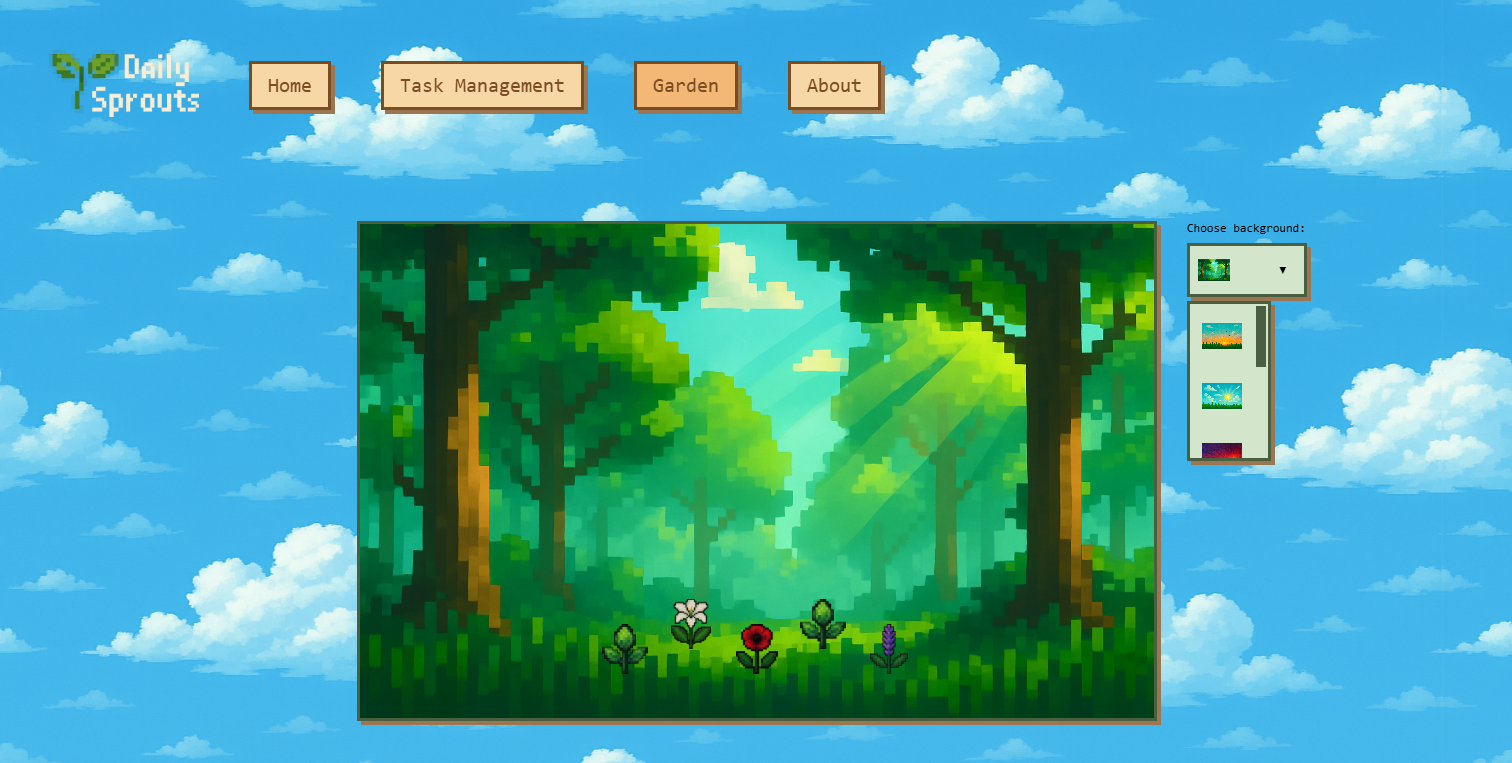 Daily
Sprouts
Home
Task Management
Garden
About
Choose background: